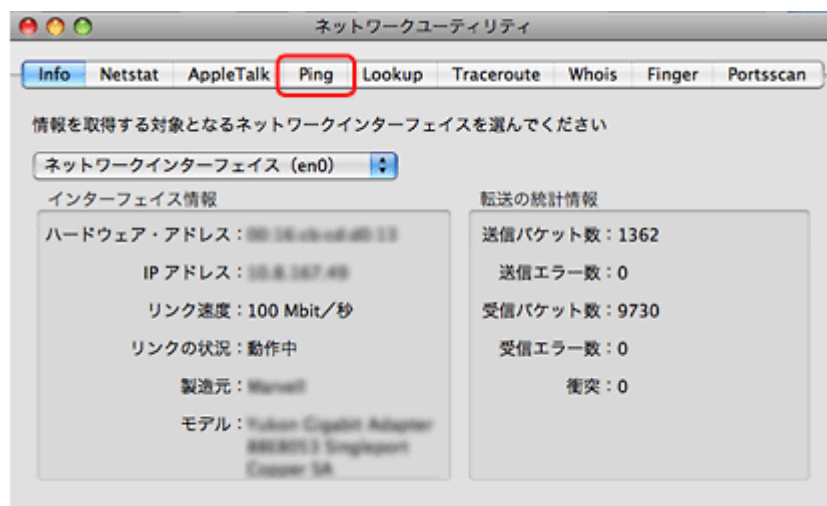 ネットワークユーティリティ
Info Netstat AppleTalk Ping Lookup Traceroute Whois Finger Portsscan
情報を取得する対象となるネットワークインターフェイスを選んでください
ネットワークインターフェイス（en0）
インターフェイス情報
ハードウェア・アドレス：
IP アドレス：
リンク速度：100 Mbit／秒
リンクの状況：動作中
製造元：
モデル：
転送の統計情報
送信パケット数：1362
送信エラー数：0
受信パケット数：9730
受信エラー数：0
衝突：0